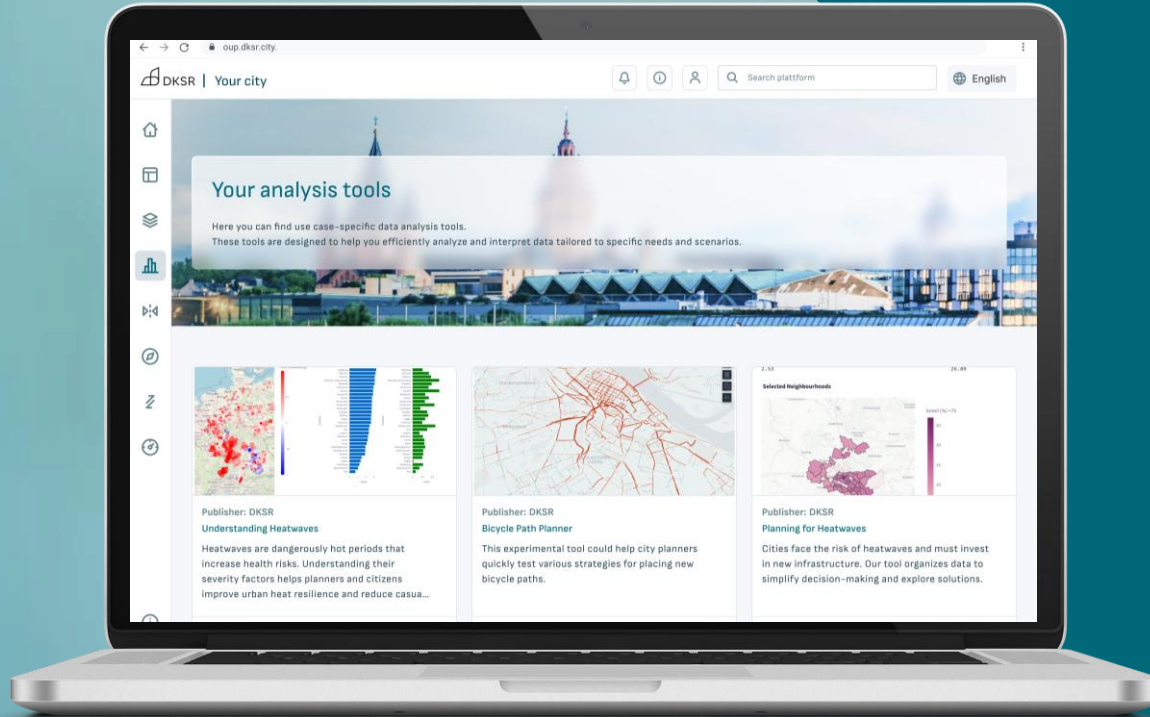 oup.dksr.city.
DKSR | Your city
Search plattform
English
Your analysis tools
Here you can find use case-specific data analysis tools.
These tools are designed to help you efficiently analyze and interpret data tailored to specific needs and scenarios.
2.53
26.89
Selected Neighbourhoods
Publisher: DKSR
Understanding Heatwaves
Heatwaves are dangerously hot periods that
increase health risks. Understanding their
severity factors helps planners and citizens
improve urban heat resilience and reduce casua...
Publisher: DKSR
Bicycle Path Planner
This experimental tool could help city planners
quickly test various strategies for placing new
bicycle paths.
Publisher: DKSR
Planning for Heatwaves
Cities face the risk of heatwaves and must invest
in new infrastructure. Our tool organizes data to
simplify decision-making and explore solutions.